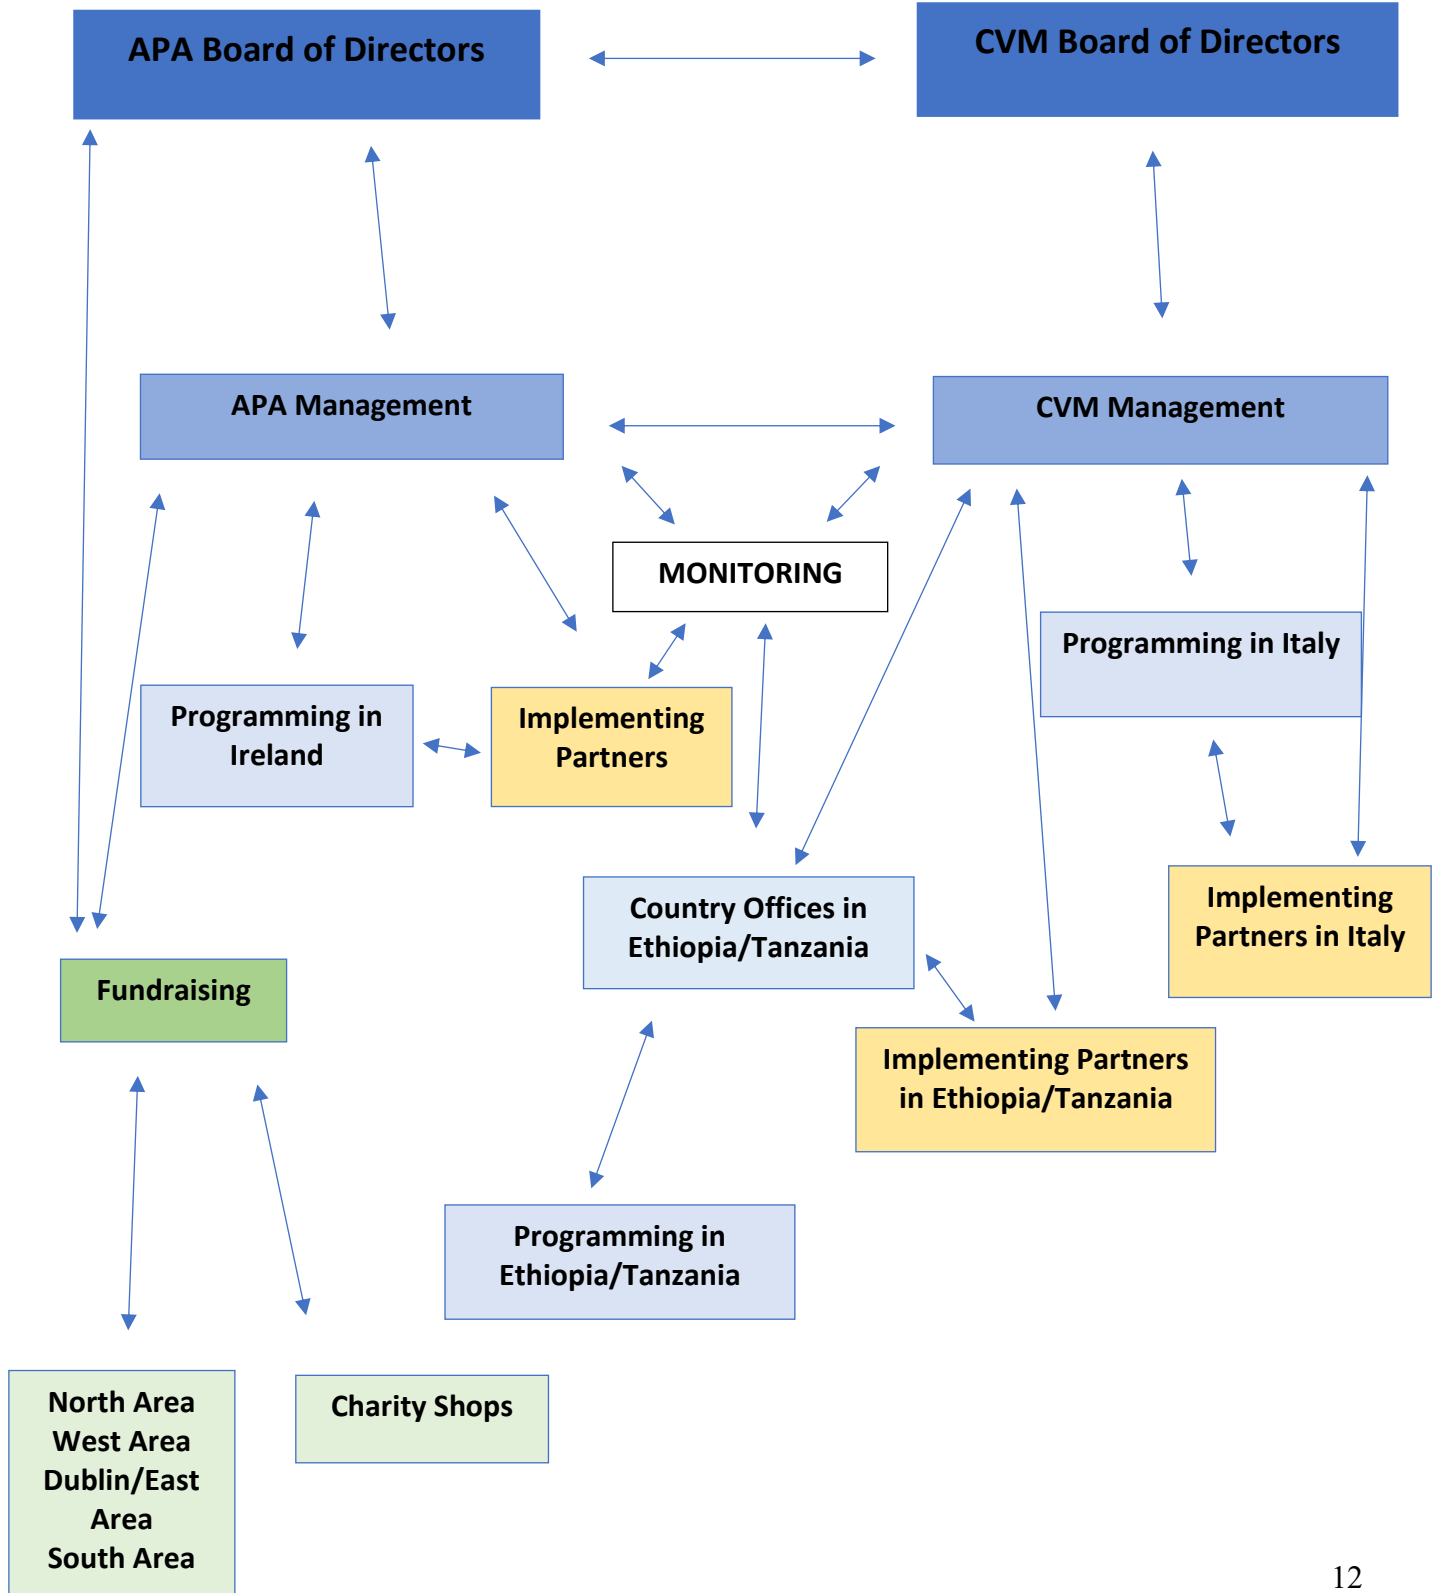 APA Board of Directors
CVM Board of Directors
APA Management
CVM Management
MONITORING
Programming in Italy
Programming in
Ireland
Implementing
Partners
Country Offices in
Ethiopia/Tanzania
Implementing
Partners in Italy
Fundraising
Implementing Partners
in Ethiopia/Tanzania
Programming in
Ethiopia/Tanzania
North Area
West Area
Dublin/East
Area
South Area
Charity Shops
12